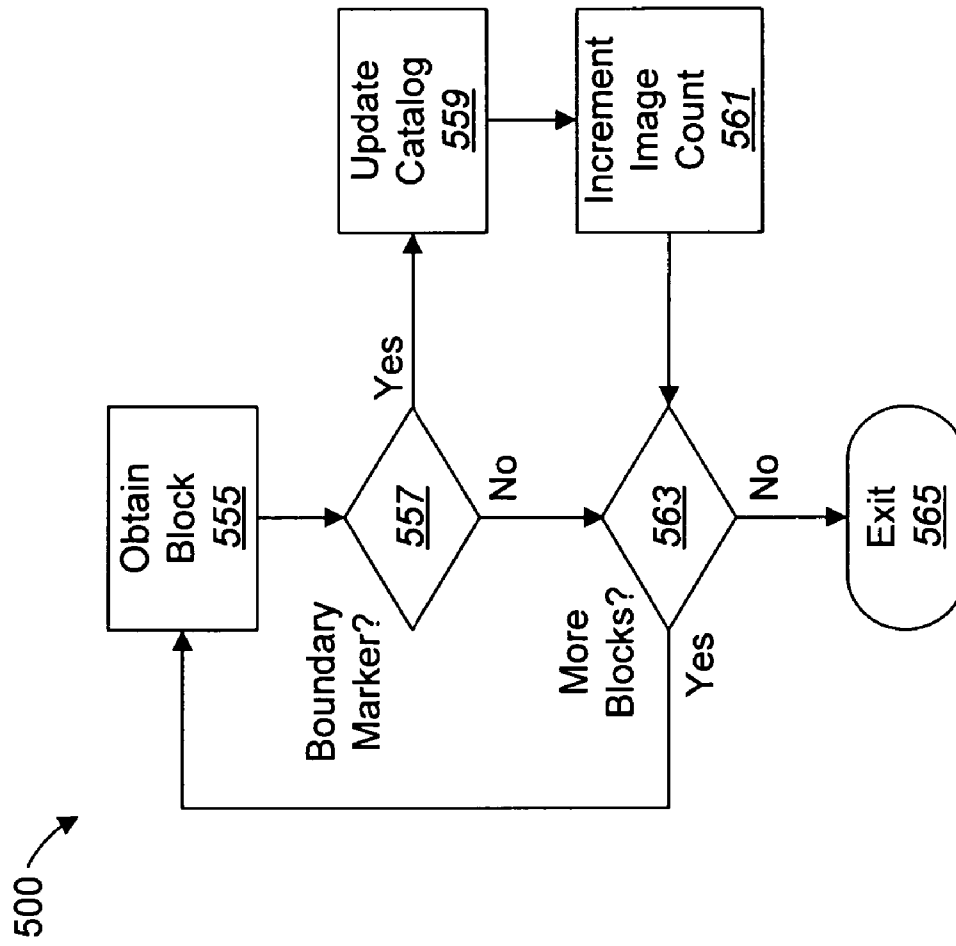 500
Obtain
Block
555
Boundary
Marker?
557
Yes
No
Update
Catalog
559
Increment
Image
Count
561
More
Blocks?
563
Yes
No
Exit
565